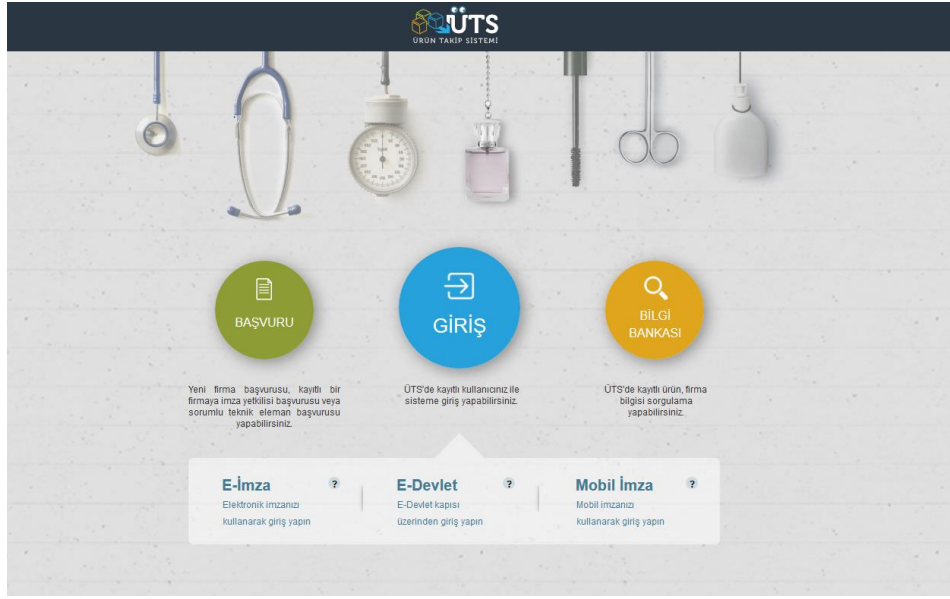 ÜTS
ÜRÜN TAKİP SİSTEMİ
BAŞVURU
GİRİŞ
BİLGİ
BANKASI
Yeni firma başvurusu, kayıtlı bir
firmaya imza yetkilisi başvurusu veya
sorumlu teknik eleman başvurusu
yapabilirsiniz.
ÜTS'de kayıtlı kullanıcınız ile
sisteme giriş yapabilirsiniz.
ÜTS'de kayıtlı ürün, firma
bilgisi sorgulama
yapabilirsiniz.
E-İmza ?
Elektronik imzanızı
kullanarak giriş yapın
E-Devlet ?
E-Devlet kapısı
üzerinden giriş yapın
Mobil İmza ?
Mobil imzanızı
kullanarak giriş yapın